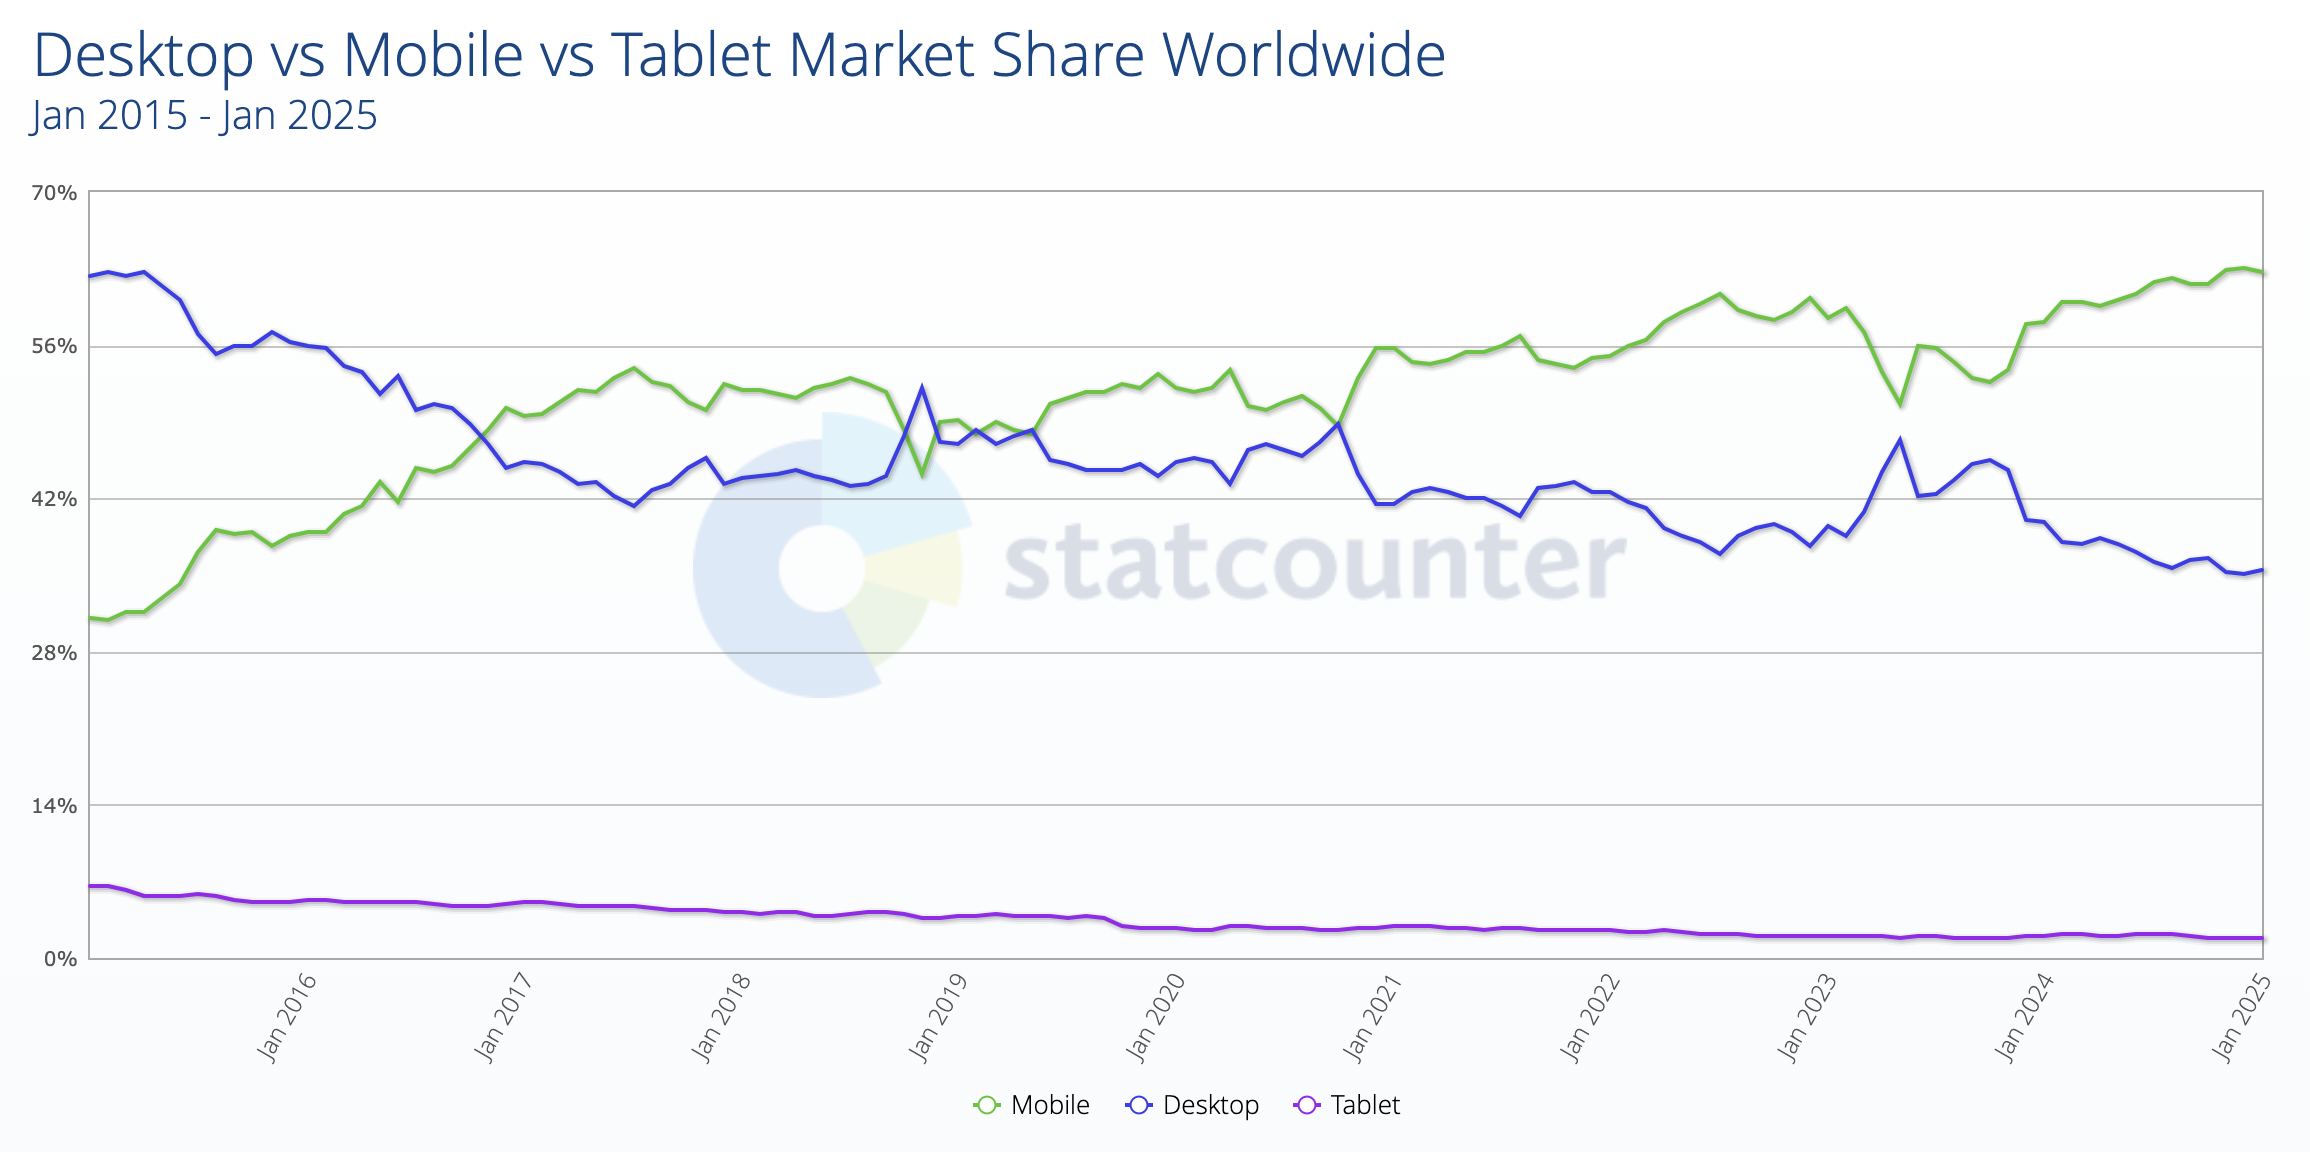 Desktop vs Mobile vs Tablet Market Share Worldwide
Jan 2015 - Jan 2025
70%
56%
42%
28%
14%
0%
statcounter
Jan 2016
Jan 2017
Jan 2018
Jan 2019
Jan 2020
Jan 2021
Jan 2022
Jan 2023
Jan 2024
Jan 2025
Mobile Desktop Tablet